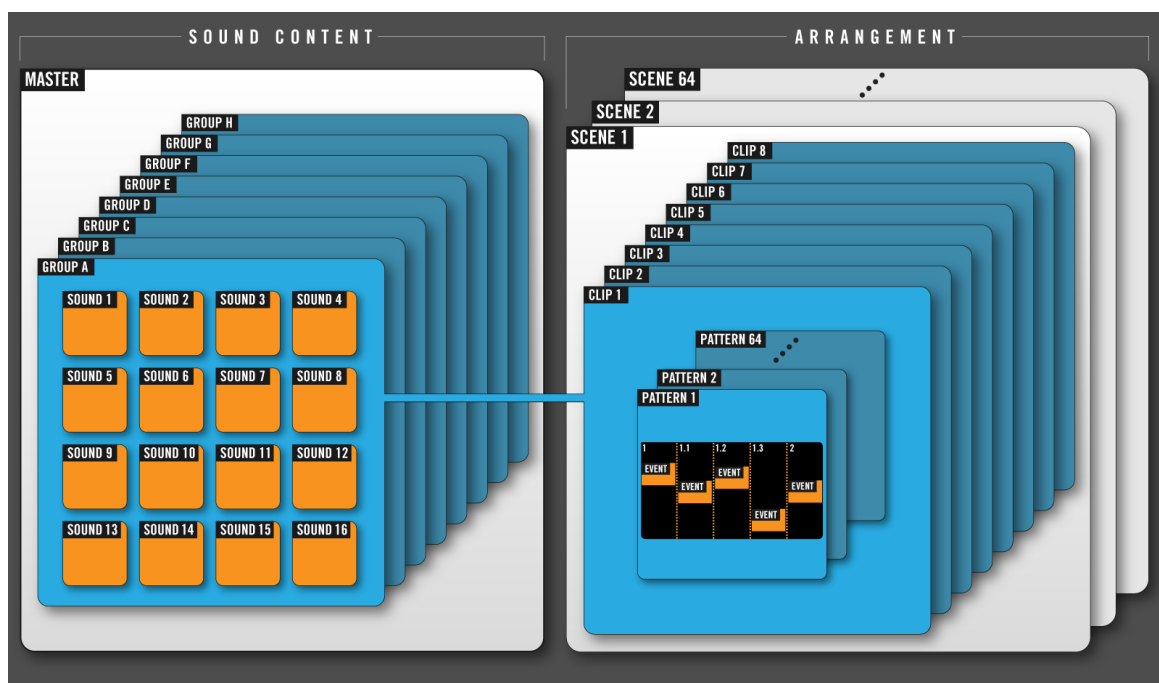 SOUND CONTENT
ARRANGEMENT
MASTER
GROUP H
GROUP G
GROUP F
GROUP E
GROUP D
GROUP C
GROUP B
GROUP A
SOUND 1 SOUND 2 SOUND 3 SOUND 4
SOUND 5 SOUND 6 SOUND 7 SOUND 8
SOUND 9 SOUND 10 SOUND 11 SOUND 12
SOUND 13 SOUND 14 SOUND 15 SOUND 16
SCENE 64
SCENE 2
SCENE 1
CLIP 8
CLIP 7
CLIP 6
CLIP 5
CLIP 4
CLIP 3
CLIP 2
CLIP 1
PATTERN 64
PATTERN 2
PATTERN 1
1 1.1 1.2 1.3 2
EVENT EVENT EVENT EVENT EVENT